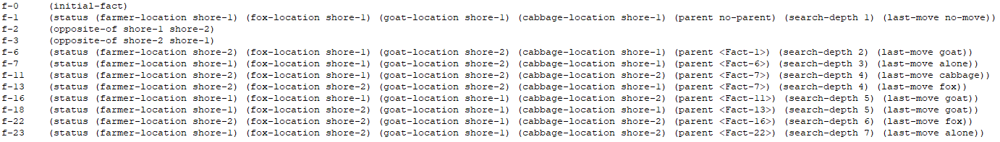 f-0     (initial-fact)
f-1     (status (farmer-location shore-1) (fox-location shore-1) (goat-location shore-1) (cabbage-location shore-1) (parent no-parent) (search-depth 1) (last-move no-move))
f-2     (opposite-of shore-1 shore-2)
f-3     (opposite-of shore-2 shore-1)
f-6     (status (farmer-location shore-2) (fox-location shore-1) (goat-location shore-2) (cabbage-location shore-1) (parent <Fact-1>) (search-depth 2) (last-move goat))
f-7     (status (farmer-location shore-1) (fox-location shore-1) (goat-location shore-2) (cabbage-location shore-1) (parent <Fact-6>) (search-depth 3) (last-move alone))
f-11    (status (farmer-location shore-2) (fox-location shore-1) (goat-location shore-2) (cabbage-location shore-2) (parent <Fact-7>) (search-depth 4) (last-move cabbage))
f-13    (status (farmer-location shore-2) (fox-location shore-2) (goat-location shore-2) (cabbage-location shore-1) (parent <Fact-7>) (search-depth 4) (last-move fox))
f-16    (status (farmer-location shore-1) (fox-location shore-1) (goat-location shore-1) (cabbage-location shore-2) (parent <Fact-11>) (search-depth 5) (last-move goat))
f-18    (status (farmer-location shore-1) (fox-location shore-2) (goat-location shore-1) (cabbage-location shore-1) (parent <Fact-13>) (search-depth 5) (last-move goat))
f-22    (status (farmer-location shore-2) (fox-location shore-2) (goat-location shore-1) (cabbage-location shore-2) (parent <Fact-16>) (search-depth 6) (last-move fox))
f-23    (status (farmer-location shore-1) (fox-location shore-2) (goat-location shore-1) (cabbage-location shore-2) (parent <Fact-22>) (search-depth 7) (last-move alone))